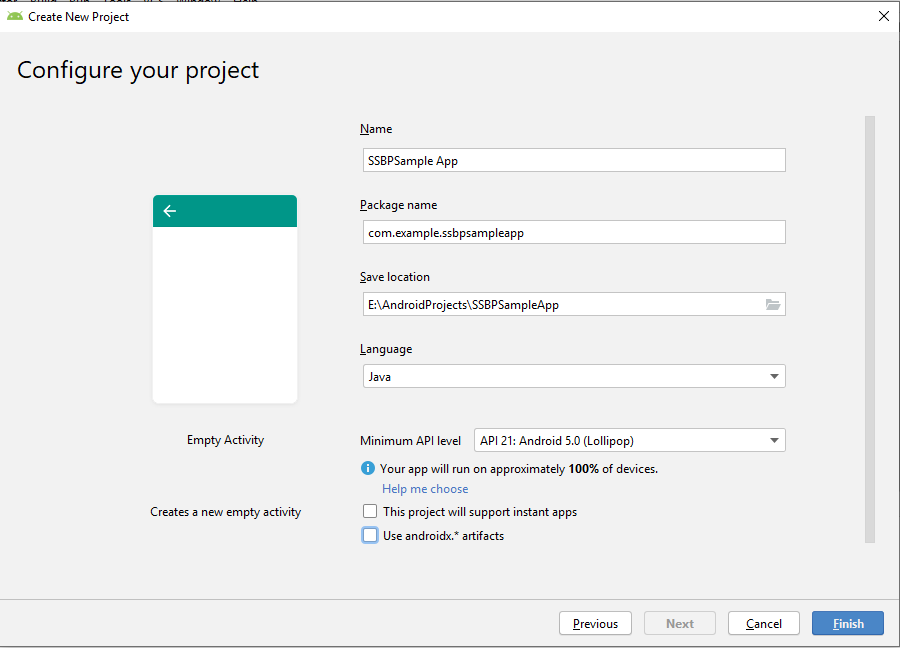 Create New Project
Configure your project
Name
SSBPSample App
Package name
com.example.ssbpsampleapp
Save location
E:\AndroidProjects\SSBPSampleApp
Language
Java
Empty Activity
Minimum API level API 21: Android 5.0 (Lollipop)
Your app will run on approximately 100% of devices.
Help me choose
Creates a new empty activity
This project will support instant apps
Use androidx.* artifacts
Previous Next Cancel Finish